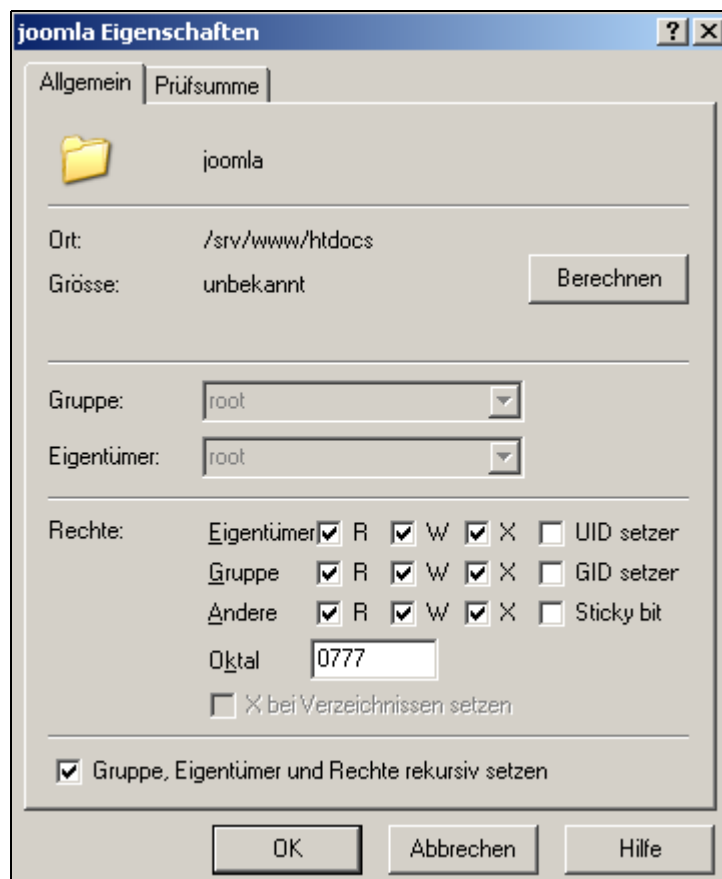 joomla Eigenschaften
Allgemein Prüfsumme
joomla
Ort: /srv/www/htdocs
Grösse: unbekannt Berechnen
Gruppe: root
Eigentümer: root
Rechte: Eigentümer R W X UID setzer
Gruppe R W X GID setzer
Andere R W X Sticky bit
Oktal 0777
X bei Verzeichnissen setzen
Gruppe, Eigentümer und Rechte rekursiv setzen
OK Abbrechen Hilfe